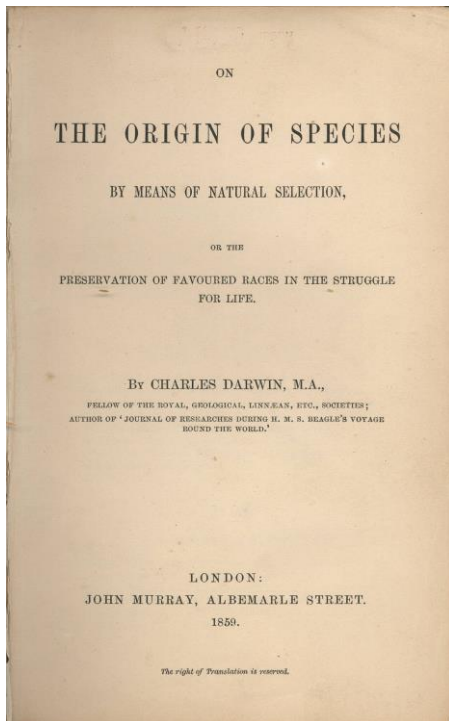 ON
THE ORIGIN OF SPECIES
BY MEANS OF NATURAL SELECTION,
OR THE
PRESERVATION OF FAVOURED RACES IN THE STRUGGLE
FOR LIFE.
By CHARLES DARWIN, M.A.,
FELLOW OF THE ROYAL, GEOLOGICAL, LINNÆAN, ETC., SOCIETIES;
AUTHOR OF 'JOURNAL OF RESEARCHES DURING H. M. S. BEAGLE'S VOYAGE
ROUND THE WORLD.'
LONDON:
JOHN MURRAY, ALBEMARLE STREET.
1859.
The right of Translation is reserved.